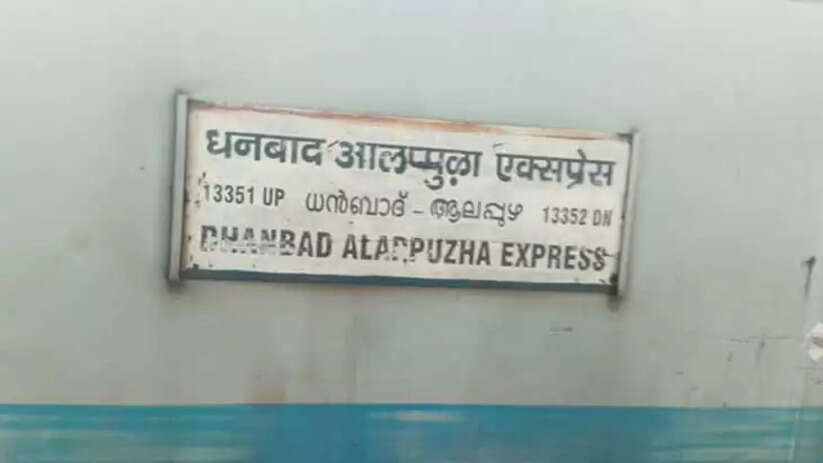 धनबाद आलप्पुळा एक्सप्रेस
13351 UP ധൻബാദ് - ആലപ്പുഴ 13352 DN
DHANBAD ALAPPUZHA EXPRESS